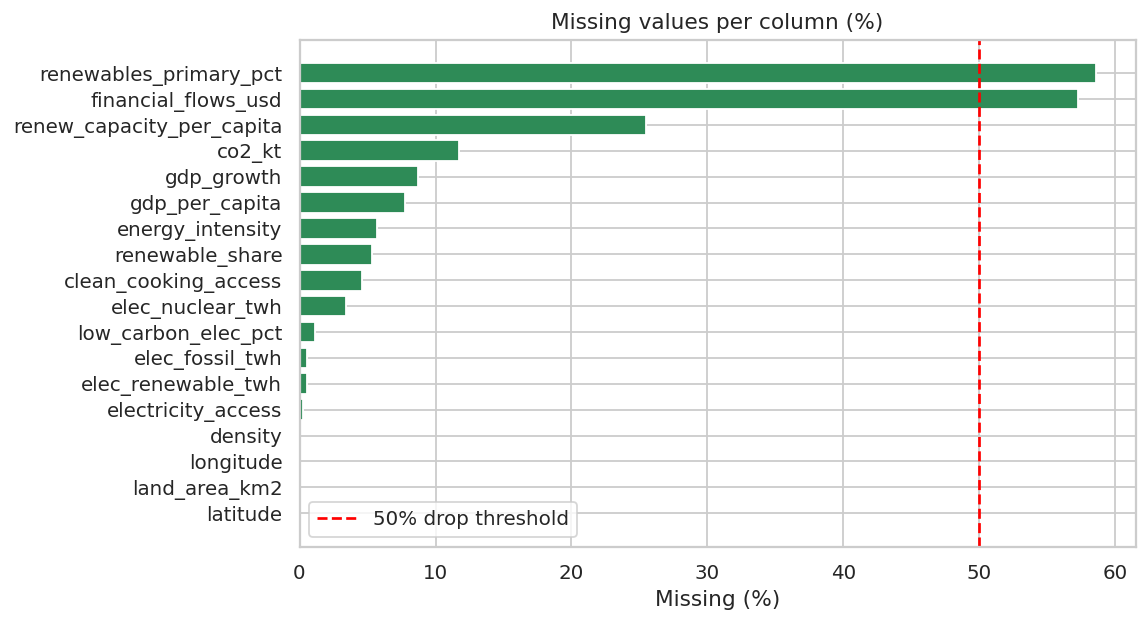 Missing values per column (%)
renewables_primary_pct
financial_flows_usd
renew_capacity_per_capita
co2_kt
gdp_growth
gdp_per_capita
energy_intensity
renewable_share
clean_cooking_access
elec_nuclear_twh
low_carbon_elec_pct
elec_fossil_twh
elec_renewable_twh
electricity_access
density
longitude
land_area_km2
latitude
50% drop threshold
0 10 20 30 40 50 60
Missing (%)